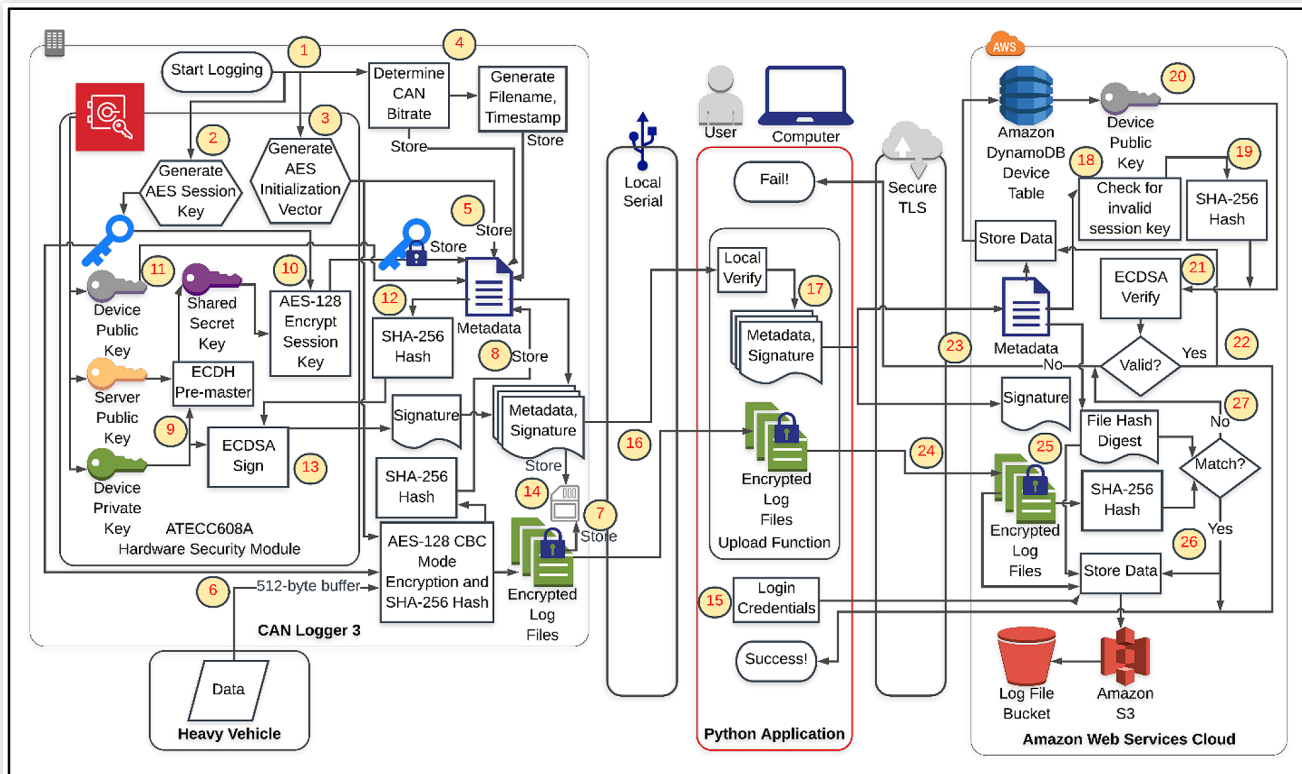 1
4
Start Logging
Determine
CAN
Bitrate
Generate
Filename,
Timestamp
Store
Store
2
3
Generate
AES Session
Key
Generate
AES
Initialization
Vector
5
Store
Store
11
10
Device
Public
Key
Shared
Secret
Key
AES-128
Encrypt
Session
Key
12
SHA-256
Hash
Metadata
8
Store
Server
Public
Key
ECDH
Pre-master
9
ECDSA
Sign
13
Signature
Metadata,
Signature
Store
14
7
Store
Device
Private
Key
SHA-256
Hash
ATECC608A
Hardware Security Module
AES-128 CBC
Mode
Encryption and
SHA-256 Hash
Encrypted
Log
Files
6
512-byte buffer
CAN Logger 3
Data
Heavy Vehicle
Local
Serial
16
User
Computer
Fail!
Local
Verify
17
Metadata,
Signature
Encrypted
Log
Files
Upload Function
15
Login
Credentials
Success!
Python Application
Secure
TLS
23
24
AWS
Amazon
DynamoDB
Device
Table
20
Device
Public
Key
18
Check for
invalid
session key
19
SHA-256
Hash
Store Data
Metadata
21
ECDSA
Verify
No
Valid?
Yes
22
Signature
File Hash
Digest
27
No
Match?
25
SHA-256
Hash
Encrypted
Log
Files
Yes
26
Store Data
Log File
Bucket
Amazon
S3
Amazon Web Services Cloud